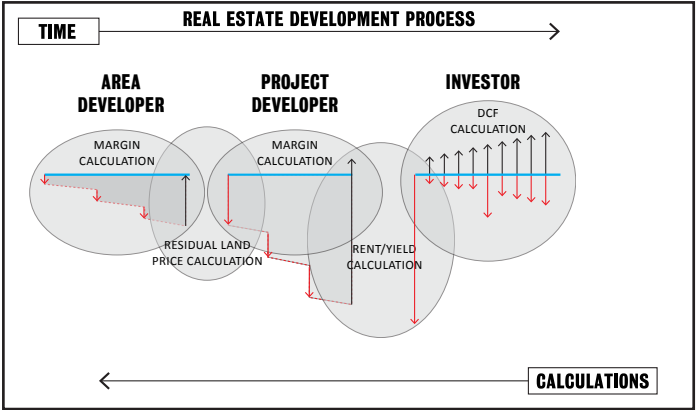 REAL ESTATE DEVELOPMENT PROCESS
TIME
AREA
DEVELOPER
PROJECT
DEVELOPER
INVESTOR
MARGIN
CALCULATION
MARGIN
CALCULATION
DCF
CALCULATION
RESIDUAL LAND
PRICE CALCULATION
RENT/YIELD
CALCULATION
CALCULATIONS